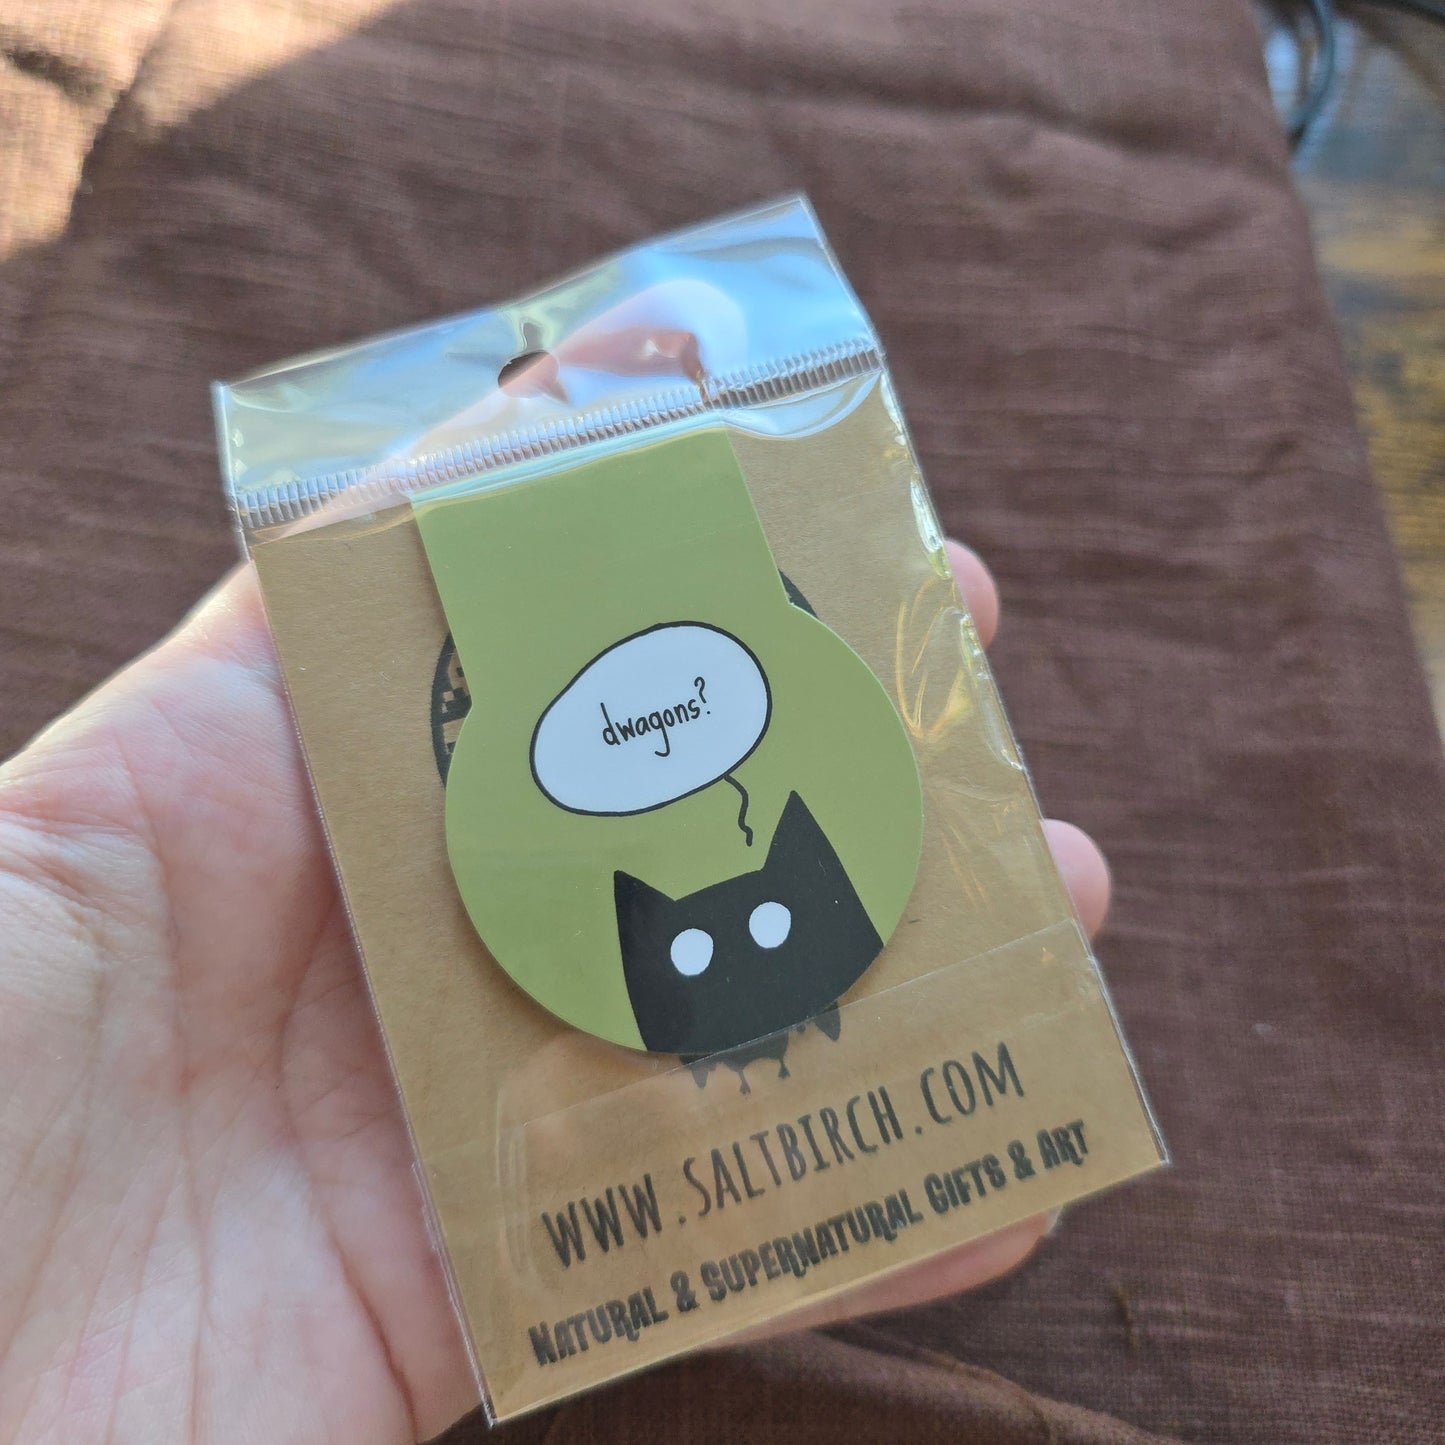 dwagons?
WWW.SALTBIRCH.COM
NATURAL & SUPERNATURAL GIFTS & ART